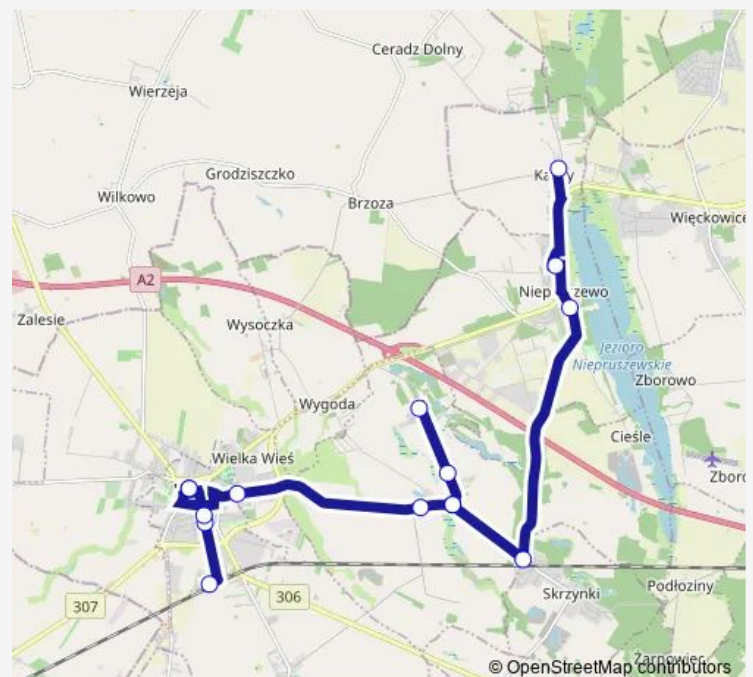 Ceradz Dolny
Wierzeja
Grodziszczko
Wilkowo
Brzoza
Więckowice
A2
Zalesie
Wysoczka
Jezioro
Niepruszewskie
Zborowo
Wygoda
Cieśle
Wielka Wieś
307
306
Skrzynki
Podłoziny
Żarnowiec
© OpenStreetMap contributors